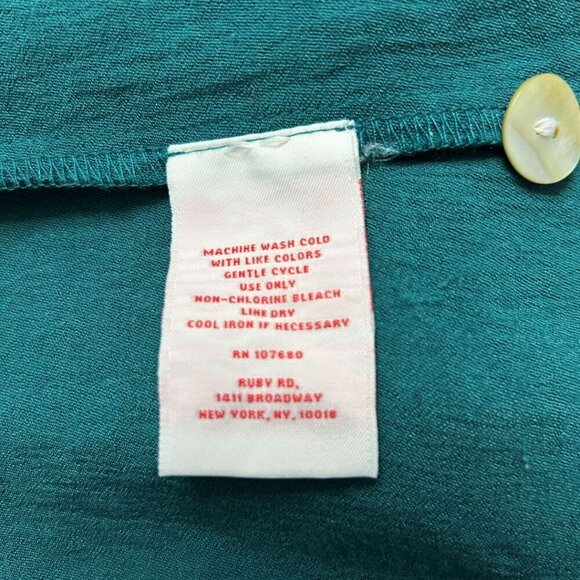 MACHINE WASH COLD
WITH LIKE COLORS
GENTLE CYCLE
USE ONLY
NON-CHLORINE BLEACH
LINE DRY
COOL IRON IF NECESSARY
RN 107680
RUBY RD,
1411 BROADWAY
NEW YORK, NY, 10018